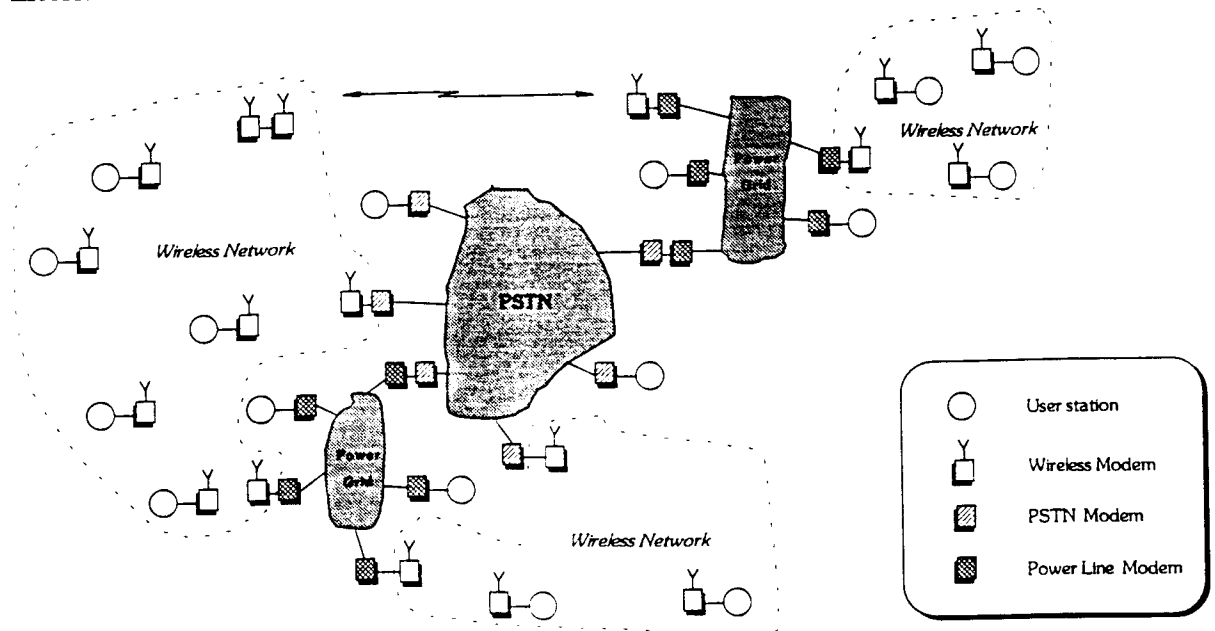 Wireless Network
Power
Grid
Wireless Network
PSTN
Power
Grid
Wireless Network
User station
Wireless Modem
PSTN Modem
Power Line Modem